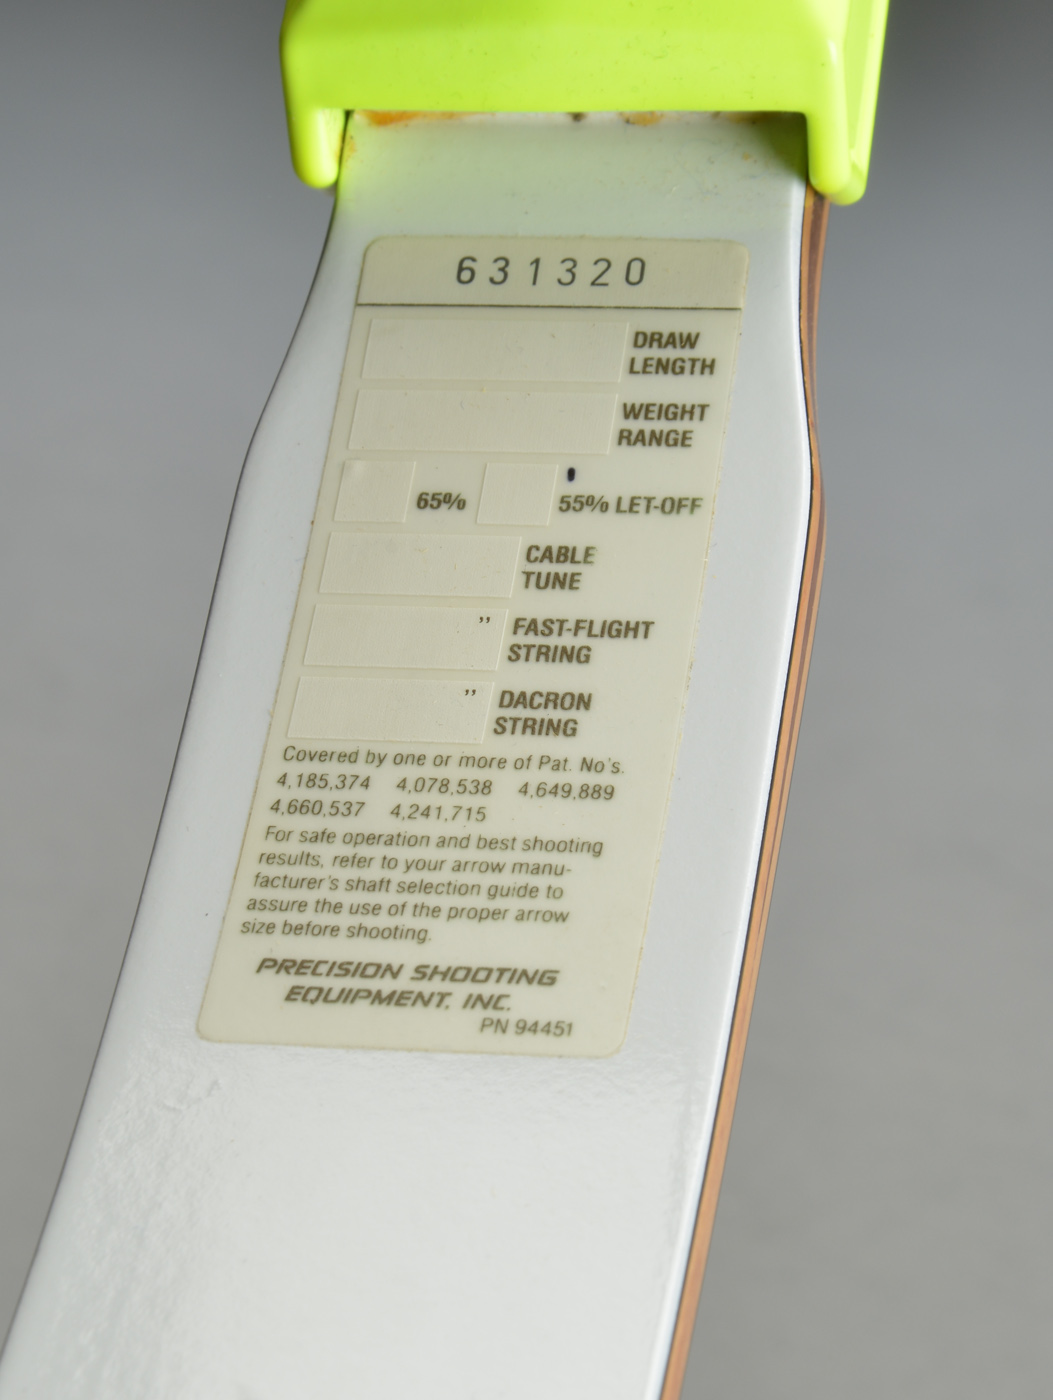 631320
DRAW
LENGTH
WEIGHT
RANGE
65% 55% LET-OFF
CABLE
TUNE
” FAST-FLIGHT
STRING
” DACRON
STRING
Covered by one or more of Pat. No's.
4,185,374 4,078,538 4,649,889
4,660,537 4,241,715
For safe operation and best shooting
results, refer to your arrow manu-
facturer's shaft selection guide to
assure the use of the proper arrow
size before shooting.
PRECISION SHOOTING
EQUIPMENT, INC.
PN 94451